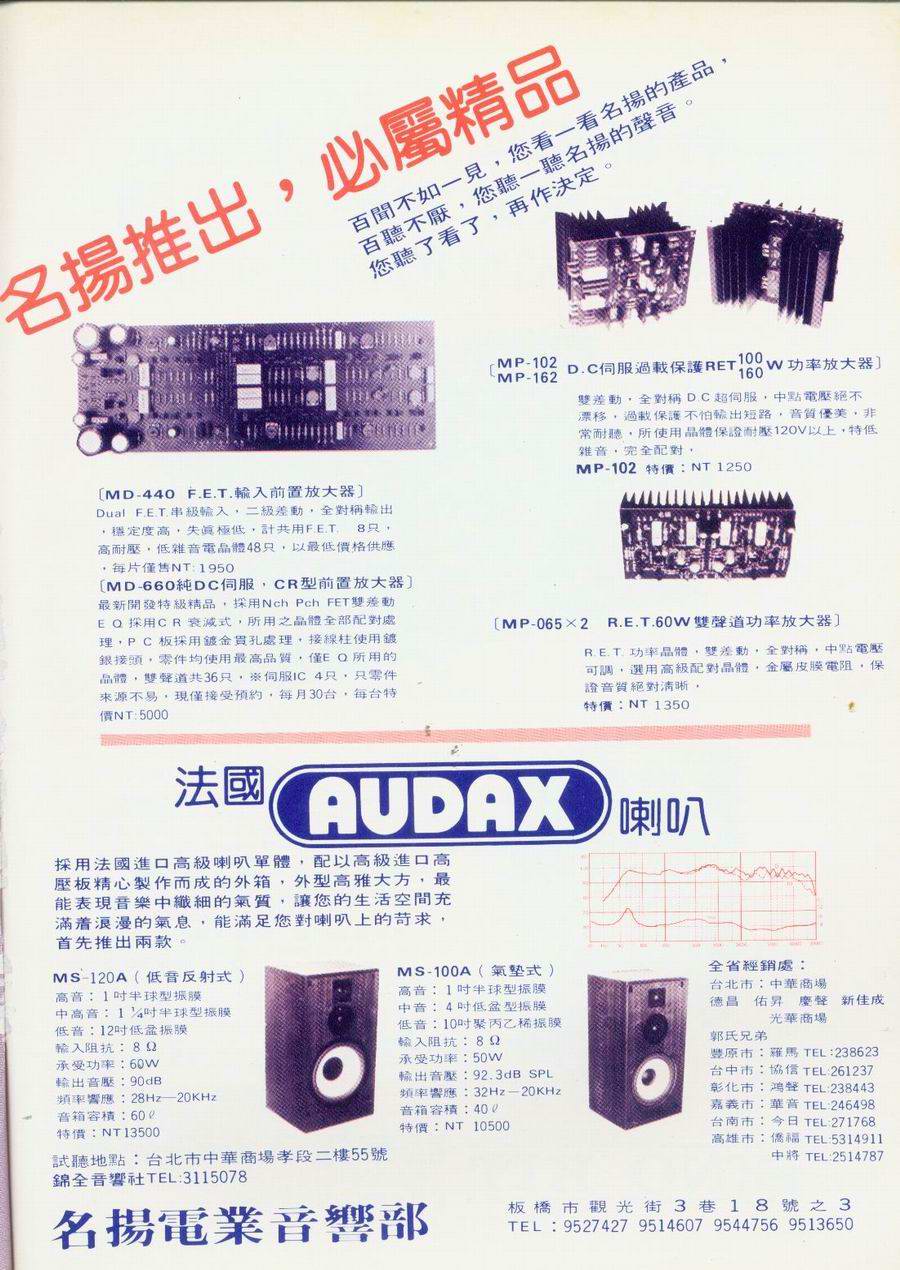 名揚推出，必屬精品
百聞不如一見，您看一看名揚的產品，
百聽不厭，您聽一聽名揚的聲音。
您聽了看了，再作決定。
〔MP-102 MP-162 D.C伺服過載保護RET 100 160 W功率放大器〕
雙差動，全對稱D.C超伺服，中點電壓絕不
漂移，過載保護不怕輸出短路，音質優美，非
常耐聽，所使用晶體保證耐壓120V以上，特低
雜音，完全配對，
MP-102 特價：NT 1250
〔MD-440 F.E.T.輸入前置放大器〕
Dual F.E.T.串級輸入，二級差動，全對稱輸出
，穩定度高，失眞極低，計共用F.E.T. 8只，
高耐壓，低雜音電晶體48只，以最低價格供應
，每片僅售NT:1950
〔MD-660純DC伺服，CR型前置放大器〕
最新開發特級精品，採用Nch Pch FET雙差動
EQ採用CR衰減式，所用之晶體全部配對處
理，PC板採用鍍金貫孔處理，接線柱使用鍍
銀接頭，零件均使用最高品質，僅EQ所用的
晶體，雙聲道共36只，※伺服IC 4只，只零件
來源不易，現僅接受預約，每月30台，每台特
價NT:5000
〔MP-065×2 R.E.T.60W雙聲道功率放大器〕
R.E.T.功率晶體，雙差動，全對稱，中點電壓
可調，選用高級配對晶體，金屬皮膜電阻，保
證音質絕對清晰，
特價：NT 1350
法國 AUDAX 喇叭
採用法國進口高級喇叭單體，配以高級進口高
壓板精心製作而成的外箱，外型高雅大方，最
能表現音樂中纖細的氣質，讓您的生活空間充
滿着浪漫的氣息，能滿足您對喇叭上的苛求，
首先推出兩款。
MS-120A（低音反射式）
高音：1吋半球型振膜
中高音：1¼吋半球型振膜
低音：12吋低盆振膜
輸入阻抗：8Ω
承受功率：60W
輸出音壓：90dB
頻率響應：28Hz—20KHz
音箱容積：60ℓ
特價：NT13500
MS-100A（氣墊式）
高音：1吋半球型振膜
中音：4吋低盆型振膜
低音：10吋聚丙乙稀振膜
輸入阻抗：8Ω
承受功率：50W
輸出音壓：92.3dB SPL
頻率響應：32Hz—20KHz
音箱容積：40ℓ
特價：NT 10500
全省經銷處：
台北市：中華商場
德昌 佑昇 慶聲 新佳成
光華商場
郭氏兄弟
豐原市：羅馬TEL:238623
台中市：協信TEL:261237
彰化市：鴻聲TEL:238443
嘉義市：華音TEL:246498
台南市：今日TEL:271768
高雄市：僑福TEL:5314911
中將TEL:2514787
試聽地點：台北市中華商場孝段二樓55號
錦全音響社TEL:3115078
名揚電業音響部
板橋市觀光街3巷18號之3
TEL：9527427 9514607 9544756 9513650